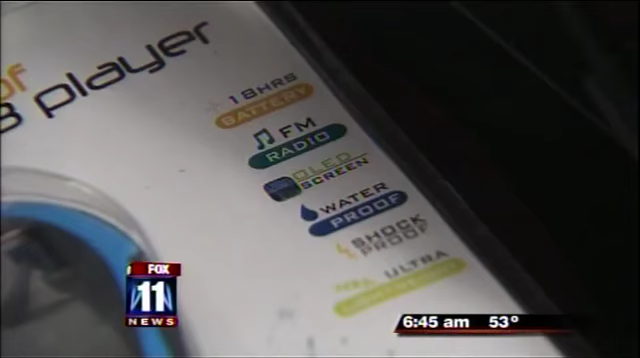 of
3 player
18HRS
BATTERY
FM
RADIO
OLED
SCREEN
WATER
PROOF
SHOCK
PROOF
ULTRA
FOX
11
NEWS
6:45 am 53°